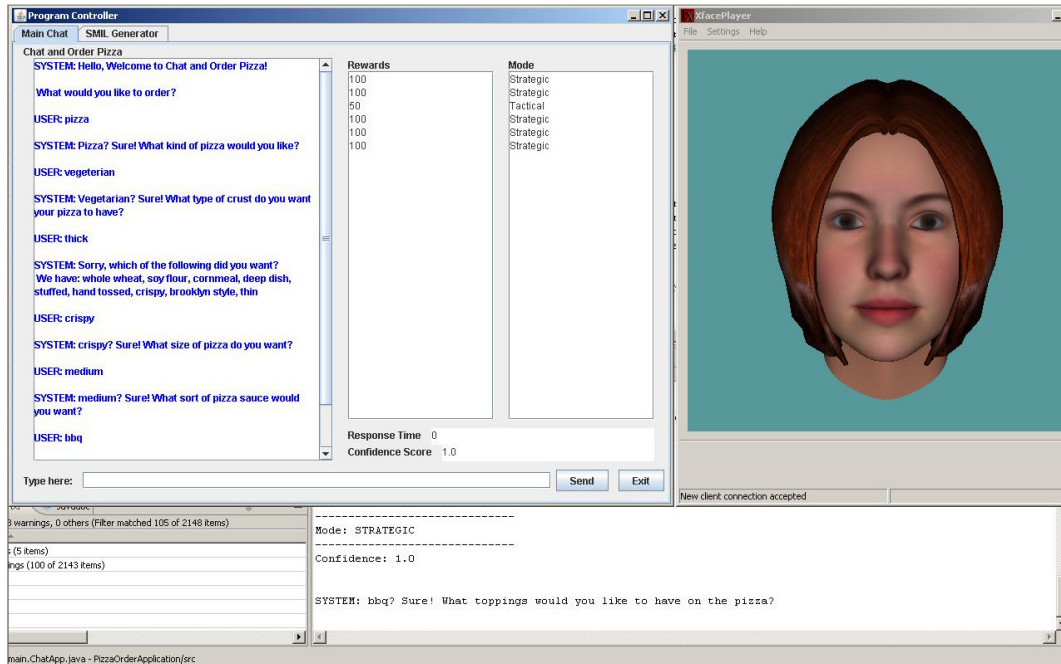 Program Controller
Main Chat SMIL Generator
Chat and Order Pizza
SYSTEM: Hello, Welcome to Chat and Order Pizza!
What would you like to order?
USER: pizza
SYSTEM: Pizza? Sure! What kind of pizza would you like?
USER: vegeterian
SYSTEM: Vegetarian? Sure! What type of crust do you want
your pizza to have?
USER: thick
SYSTEM: Sorry, which of the following did you want?
We have: whole wheat, soy flour, cornmeal, deep dish,
stuffed, hand tossed, crispy, brooklyn style, thin
USER: crispy
SYSTEM: crispy? Sure! What size of pizza do you want?
USER: medium
SYSTEM: medium? Sure! What sort of pizza sauce would
you want?
USER: bbq
Rewards
100
100
50
100
100
100
Mode
Strategic
Strategic
Tactical
Strategic
Strategic
Strategic
Response Time 0
Confidence Score 1.0
Type here:
Send
Exit
XfacePlayer
File Settings Help
New client connection accepted
warnings, 0 others (Filter matched 105 of 2148 items)
(5 items)
ings (100 of 2143 items)
------------------------------
Mode: STRATEGIC
------------------------------
Confidence: 1.0
SYSTEM: bbq? Sure! What toppings would you like to have on the pizza?
main.ChatApp.java - PizzaOrderApplication/src